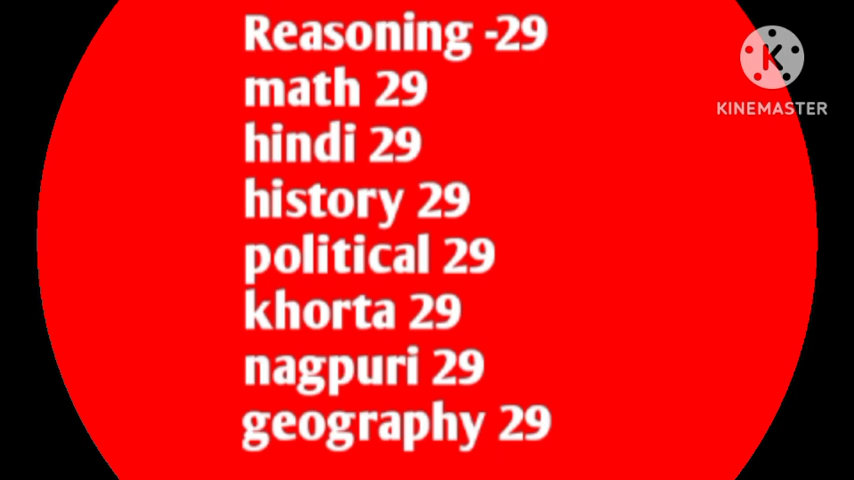 Reasoning -29
math 29
hindi 29
history 29
political 29
khorta 29
nagpuri 29
geography 29
KINEMASTER